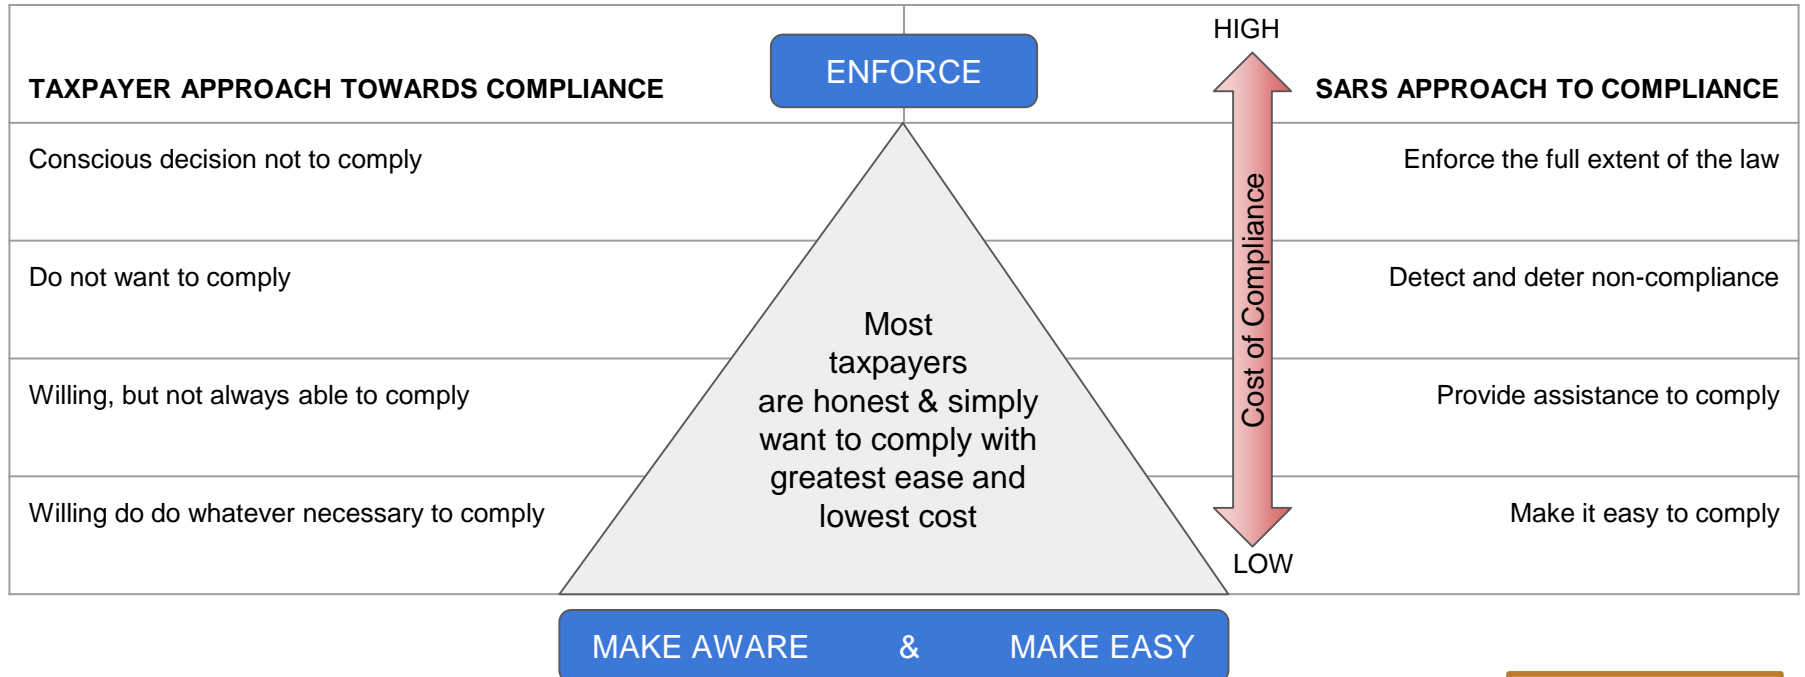 HIGH
ENFORCE
TAXPAYER APPROACH TOWARDS COMPLIANCE
SARS APPROACH TO COMPLIANCE
Conscious decision not to comply
Enforce the full extent of the law
Do not want to comply
Detect and deter non-compliance
Cost of Compliance
Most
taxpayers
are honest & simply
want to comply with
greatest ease and
lowest cost
Willing, but not always able to comply
Provide assistance to comply
Willing do do whatever necessary to comply
Make it easy to comply
LOW
MAKE AWARE & MAKE EASY